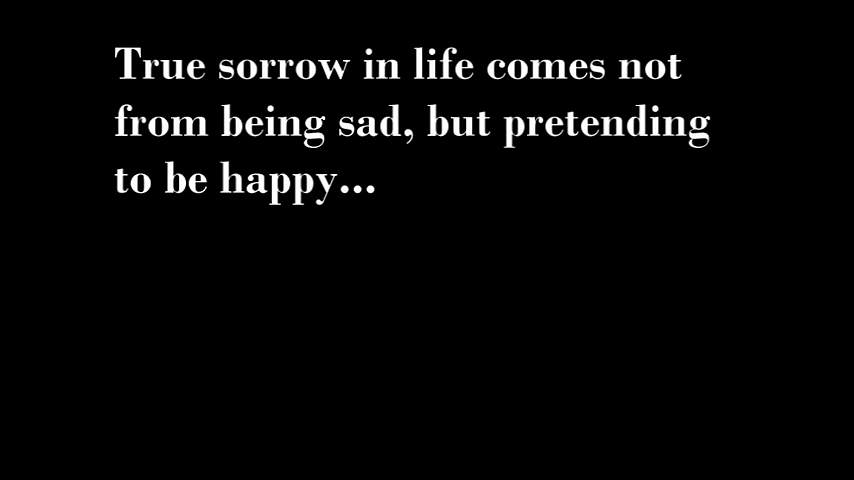 True sorrow in life comes not
from being sad, but pretending
to be happy...